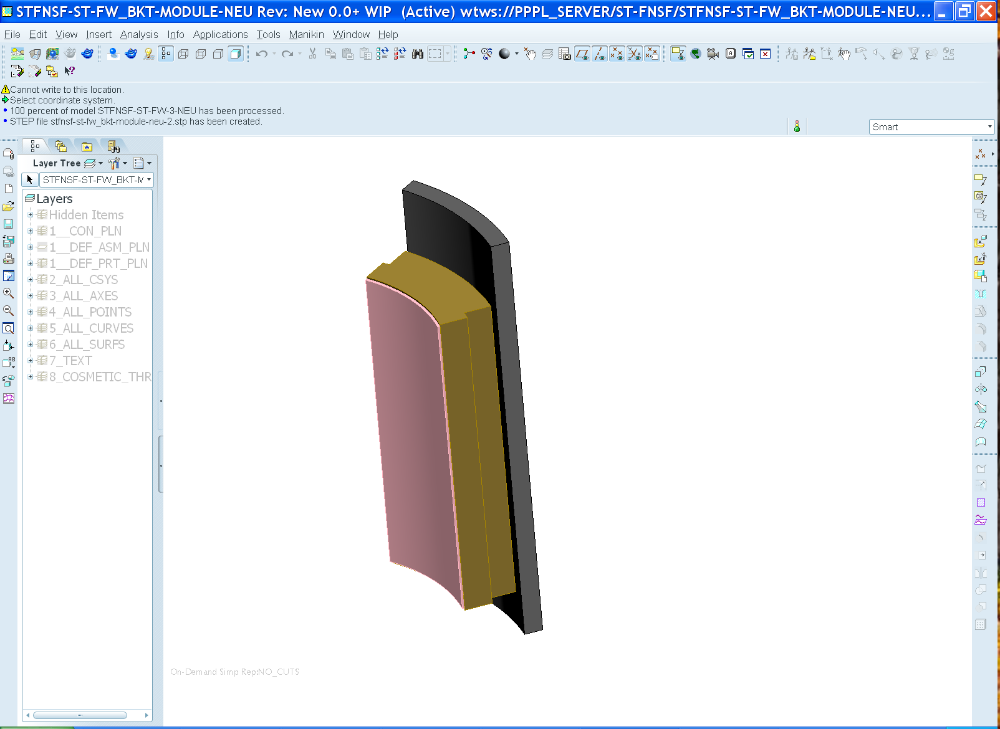 STFNSF-ST-FW_BKT-MODULE-NEU Rev: New 0.0+ WIP (Active) wtws://PPPL_SERVER/ST-FNSF/STFNSF-ST-FW_BKT-MODULE-NEU...
File Edit View Insert Analysis Info Applications Tools Manikin Window Help
Cannot write to this location.
Select coordinate system.
• 100 percent of model STFNSF-ST-FW-3-NEU has been processed.
• STEP file stfnsf-st-fw_bkt-module-neu-2.stp has been created.
Smart
Layer Tree
STFNSF-ST-FW_BKT-M
Layers
Hidden Items
1__CON_PLN
1__DEF_ASM_PLN
1__DEF_PRT_PLN
2_ALL_CSYS
3_ALL_AXES
4_ALL_POINTS
5_ALL_CURVES
6_ALL_SURFS
7_TEXT
8_COSMETIC_THR
On-Demand Simp Rep:NO_CUTS